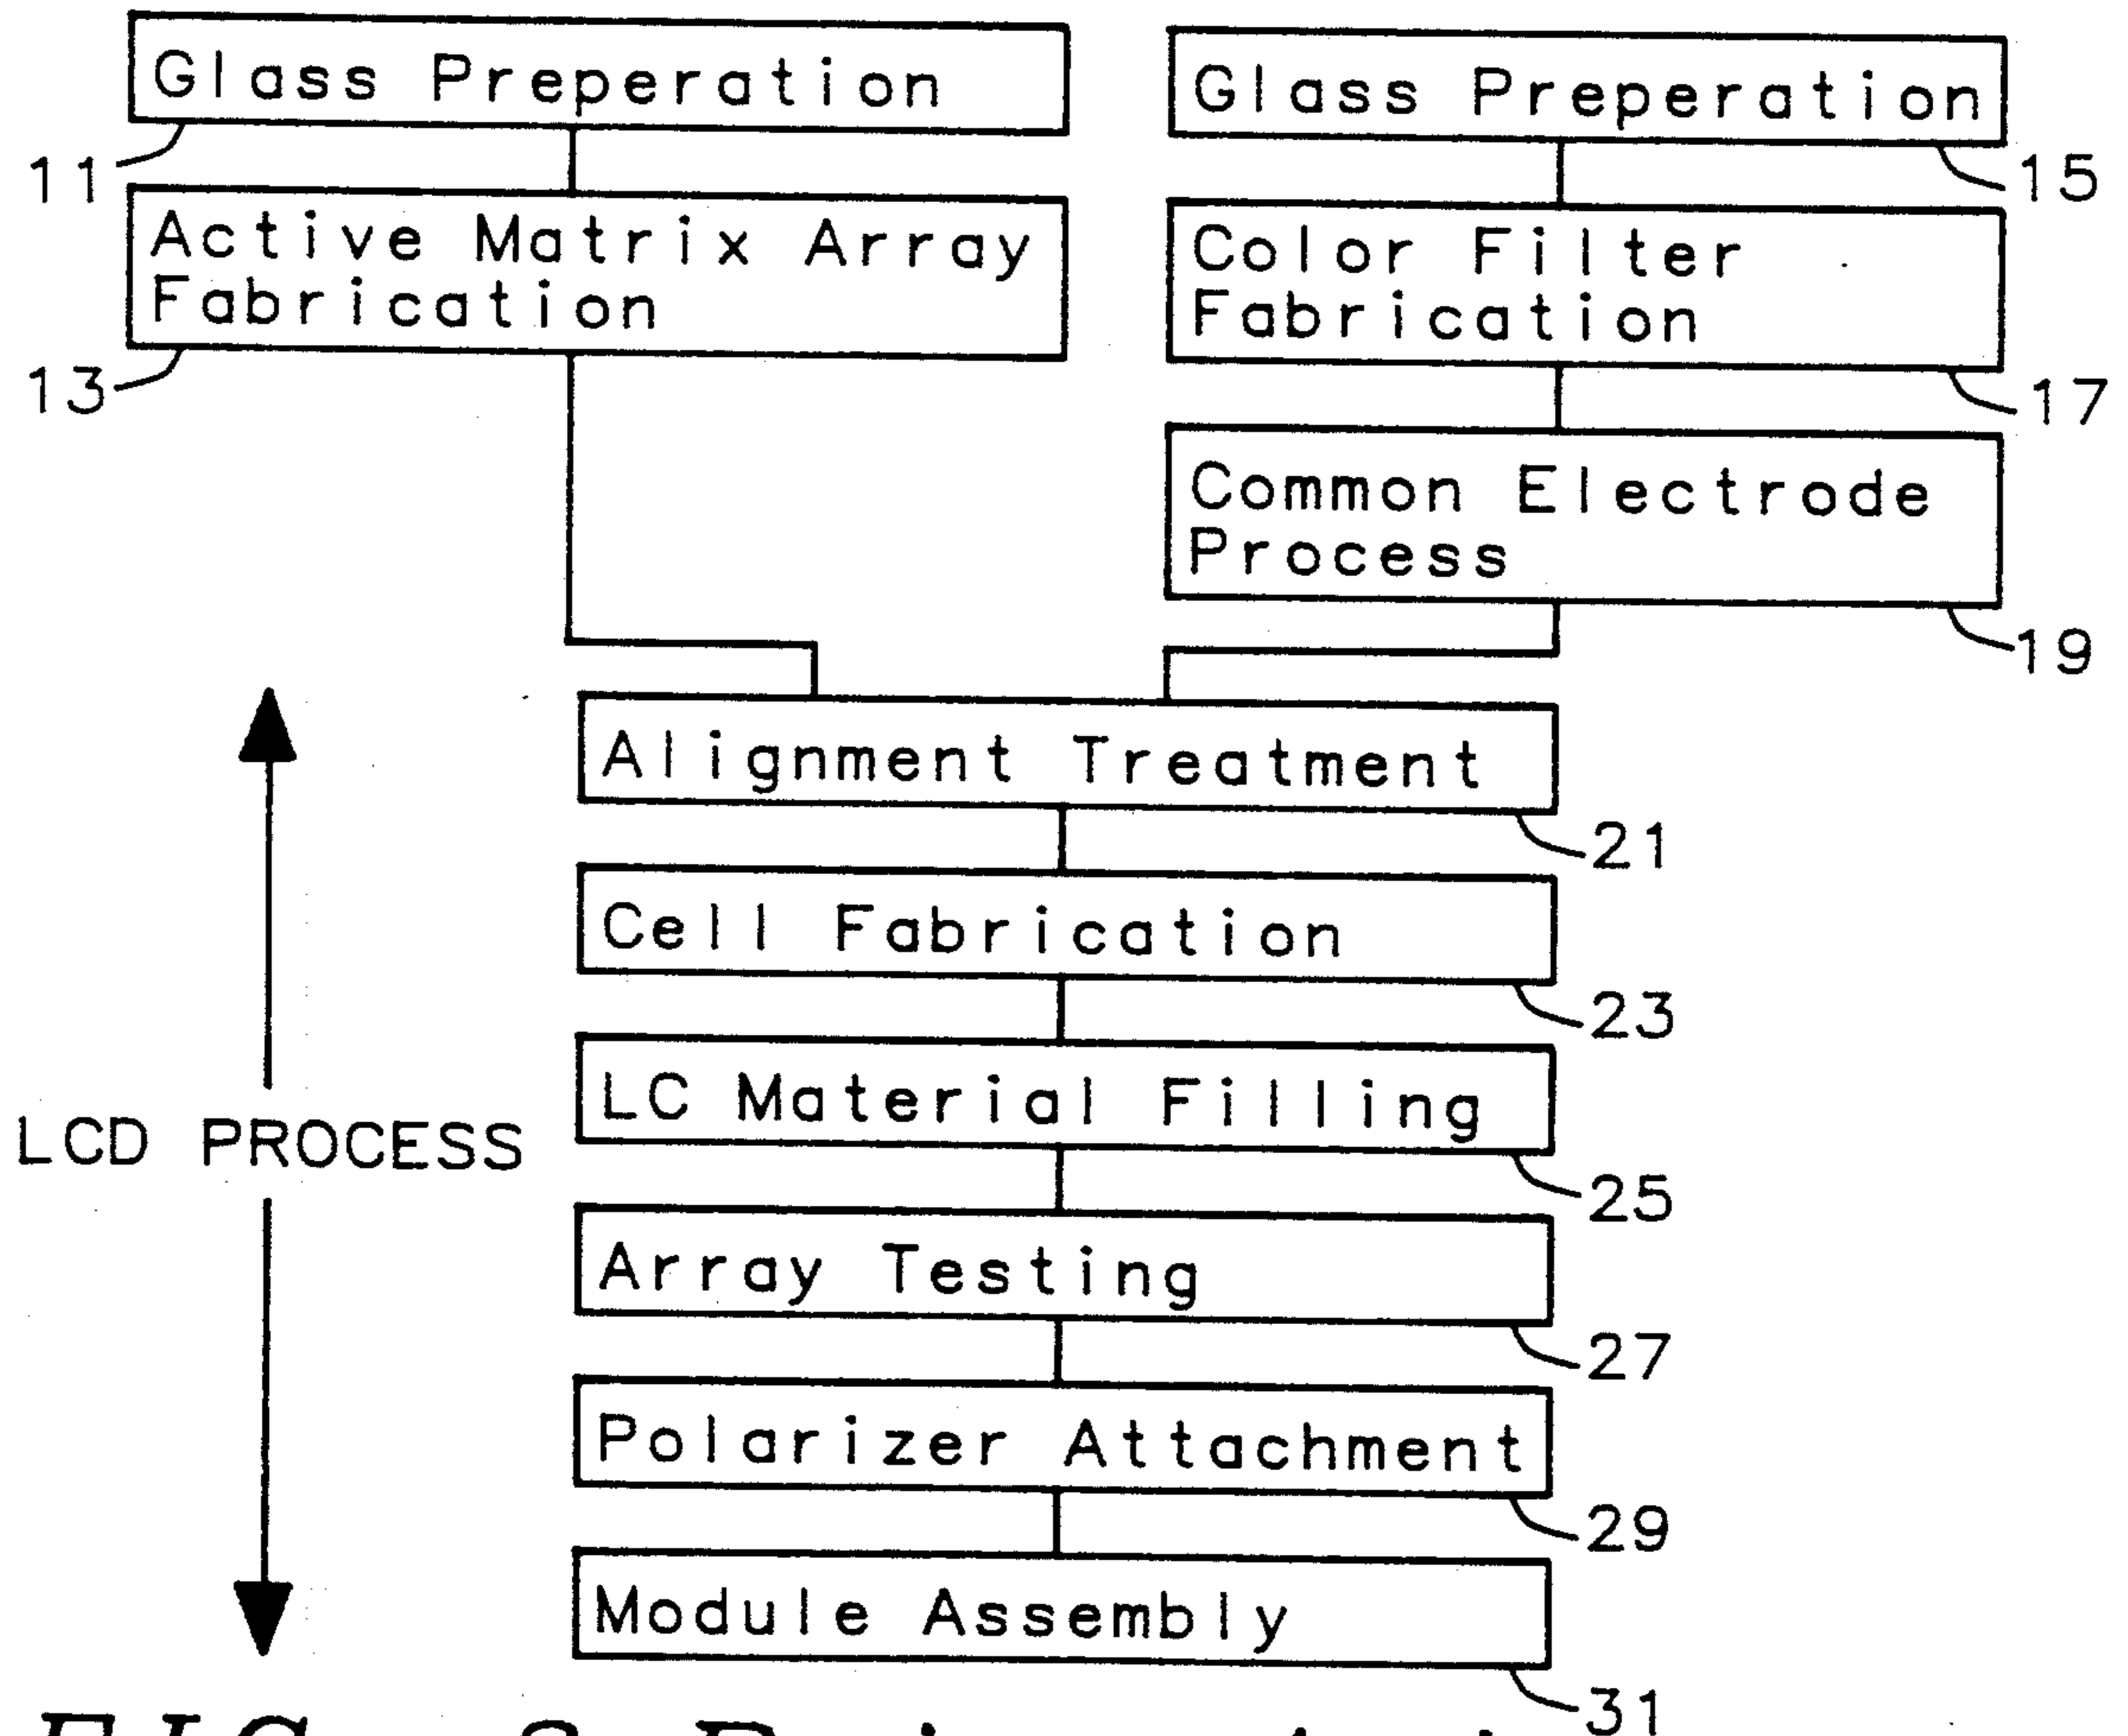 Glass Preperation
11
Active Matrix Array
Fabrication
13
Glass Preperation
15
Color Filter
Fabrication
17
Common Electrode
Process
19
LCD PROCESS
Alignment Treatment
21
Cell Fabrication
23
LC Material Filling
25
Array Testing
27
Polarizer Attachment
29
Module Assembly
31